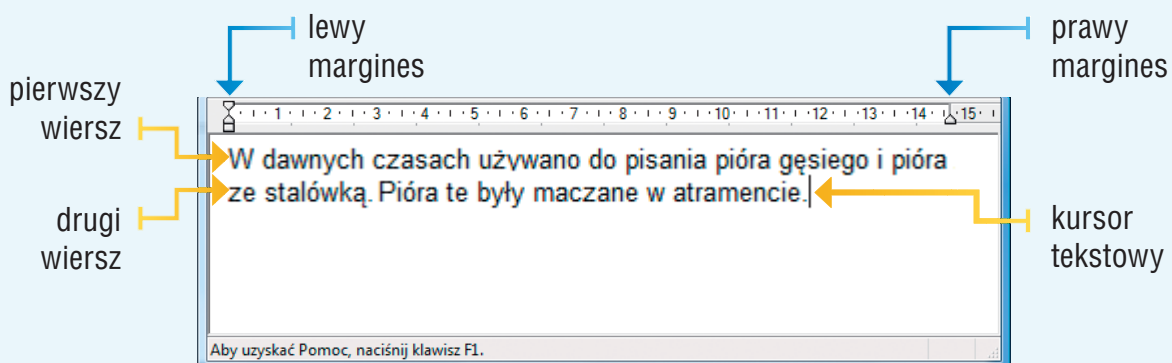 lewy
margines
prawy
margines
pierwszy
wiersz
1 2 3 4 5 6 7 8 9 10 11 12 13 14 15
W dawnych czasach używano do pisania pióra gęsiego i pióra
ze stalówką. Pióra te były maczane w atramencie.
drugi
wiersz
kursor
tekstowy
Aby uzyskać Pomoc, naciśnij klawisz F1.